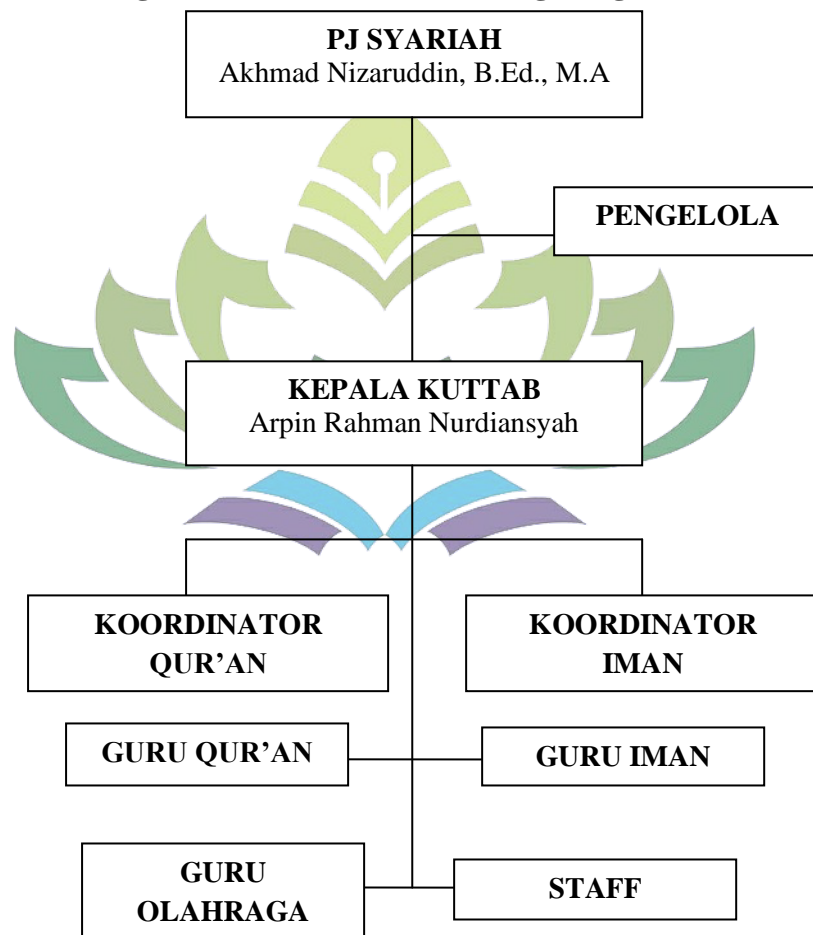 PJ SYARIAH
Akhmad Nizaruddin, B.Ed., M.A
PENGELOLA
KEPALA KUTTAB
Arpin Rahman Nurdiansyah
KOORDINATOR
QUR’AN
KOORDINATOR
IMAN
GURU QUR’AN
GURU IMAN
GURU
OLAHRAGA
STAFF